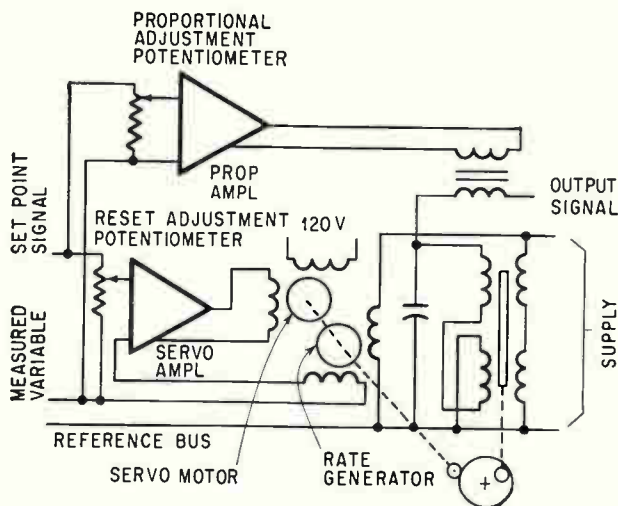 PROPORTIONAL
ADJUSTMENT
POTENTIOMETER
PROP
AMPL
SET POINT
SIGNAL
RESET ADJUSTMENT
POTENTIOMETER
120 V
OUTPUT
SIGNAL
SERVO
AMPL
MEASURED
VARIABLE
SUPPLY
REFERENCE BUS
SERVO MOTOR
RATE
GENERATOR
+